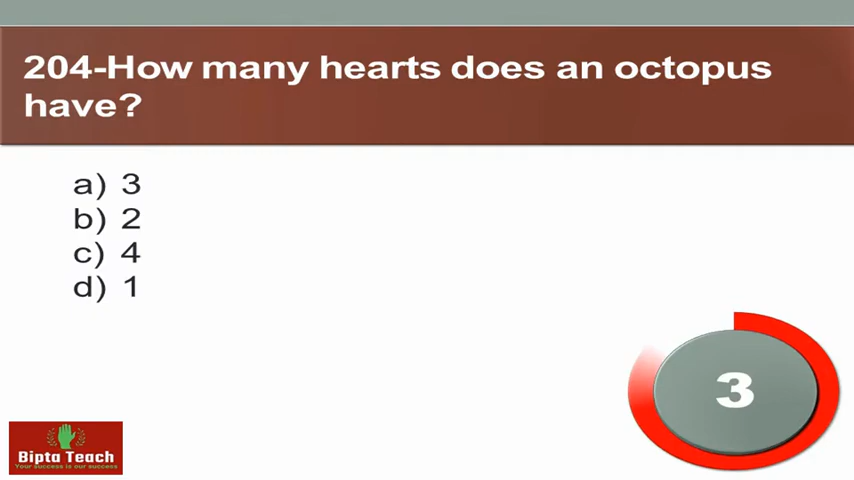 204-How many hearts does an octopus
have?
a) 3
b) 2
c) 4
d) 1
3
Bipta Teach
Your success is our success